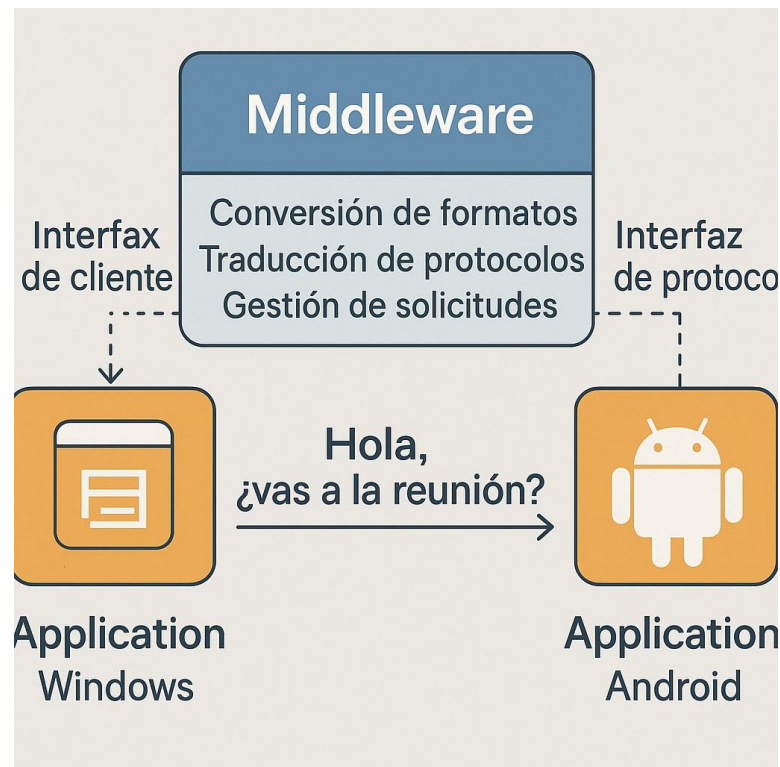 Middleware
Conversión de formatos
Traducción de protocolos
Gestión de solicitudes
Interfax
de cliente
Interfaz
de protoco
Hola,
¿vas a la reunión?
Application
Windows
Application
Android